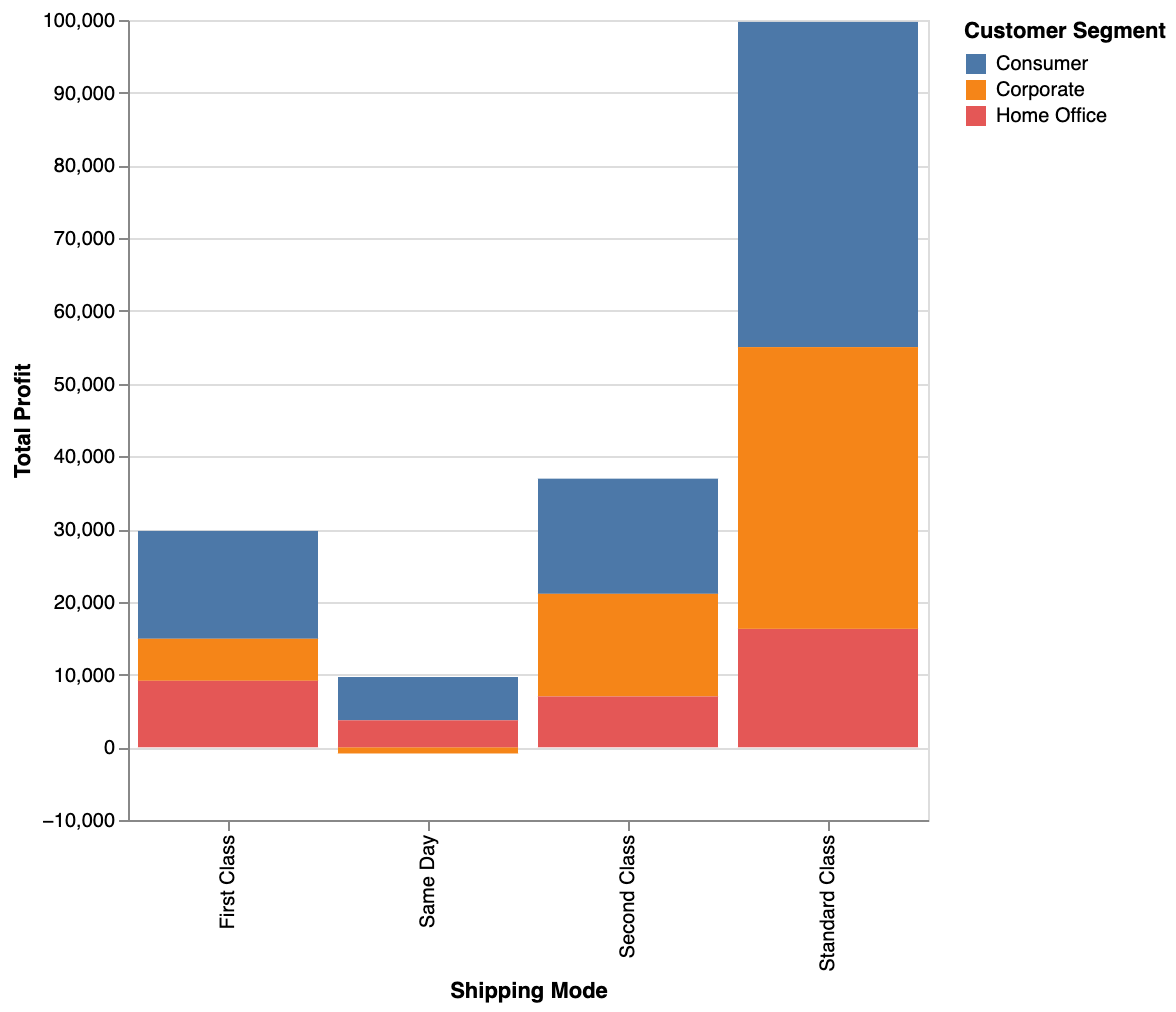 100,000
90,000
80,000
70,000
60,000
50,000
40,000
30,000
20,000
10,000
0
−10,000
Total Profit
First Class
Same Day
Second Class
Standard Class
Shipping Mode
Customer Segment
Consumer
Corporate
Home Office